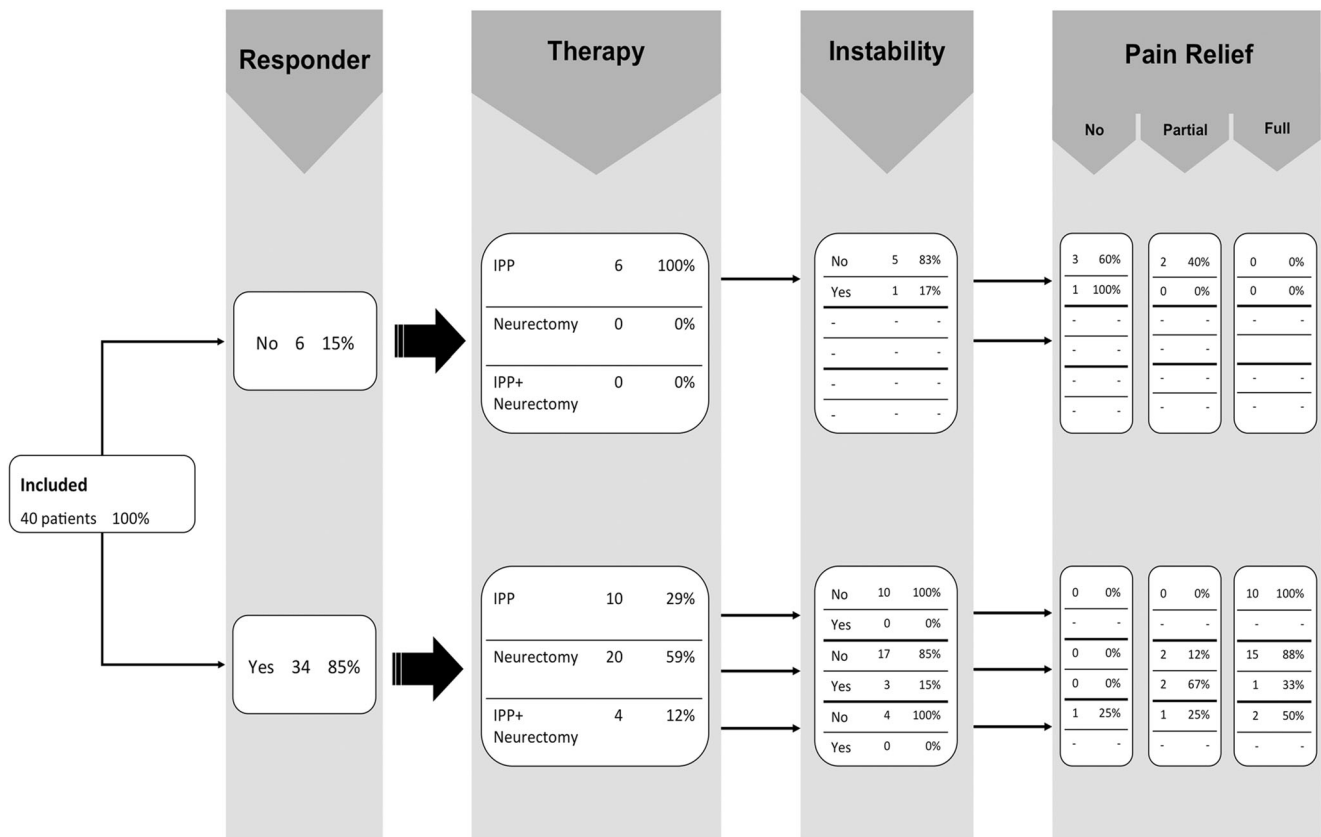 Responder
Therapy
Instability
Pain Relief
No
Partial
Full
Included
40 patients 100%
No 6 15%
IPP 6 100%
Neurectomy 0 0%
IPP+ 0 0%
Neurectomy
No 5 83%
Yes 1 17%
- - -
- - -
- - -
- - -
3 60%
1 100%
- -
- -
- -
- -
2 40%
0 0%
- -
- -
- -
- -
0 0%
0 0%
- -
- -
- -
Yes 34 85%
IPP 10 29%
Neurectomy 20 59%
IPP+ 4 12%
Neurectomy
No 10 100%
Yes 0 0%
No 17 85%
Yes 3 15%
No 4 100%
Yes 0 0%
0 0%
- -
0 0%
0 0%
1 25%
- -
0 0%
- -
2 12%
2 67%
1 25%
- -
10 100%
- -
15 88%
1 33%
2 50%
- -